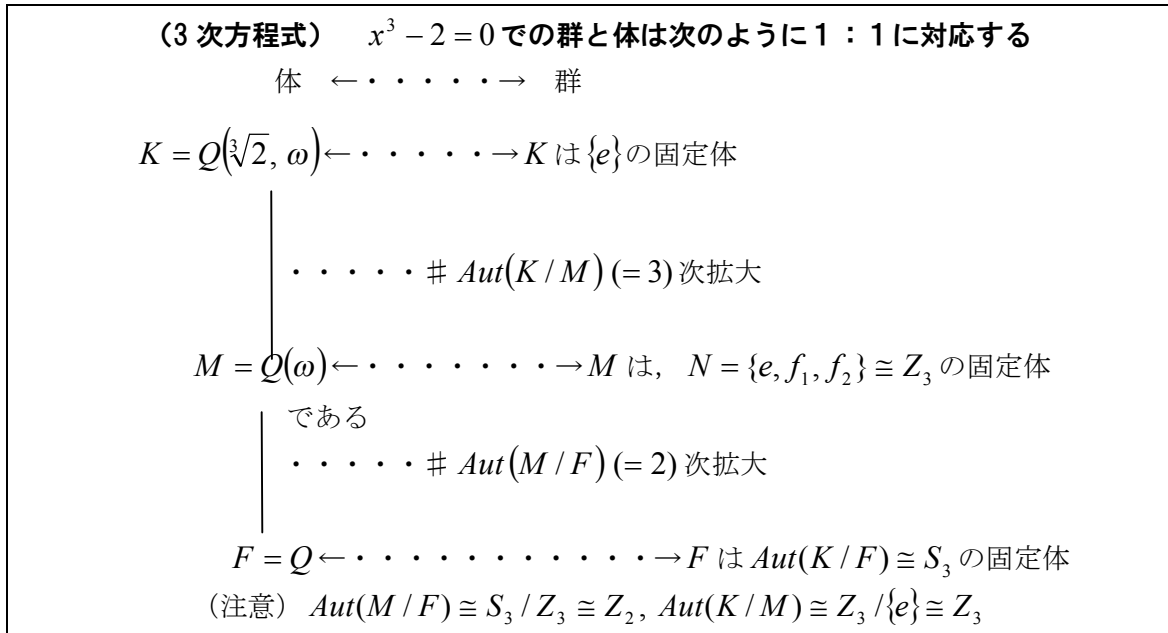 （3 次方程式）　x³ − 2 = 0 での群と体は次のように１：１に対応する
体　←・・・・・→　群
K = Q(∛2, ω)←・・・・・→ K は{e}の固定体
・・・・・＃ Aut(K / M) (= 3) 次拡大
M = Q(ω)←・・・・・・・→ M は，N = {e, f₁, f₂} ≅ Z₃ の固定体
である
・・・・・＃ Aut(M / F) (= 2) 次拡大
F = Q ←・・・・・・・・・・・・→ F は Aut(K / F) ≅ S₃ の固定体
（注意）Aut(M / F) ≅ S₃ / Z₃ ≅ Z₂, Aut(K / M) ≅ Z₃ /{e} ≅ Z₃